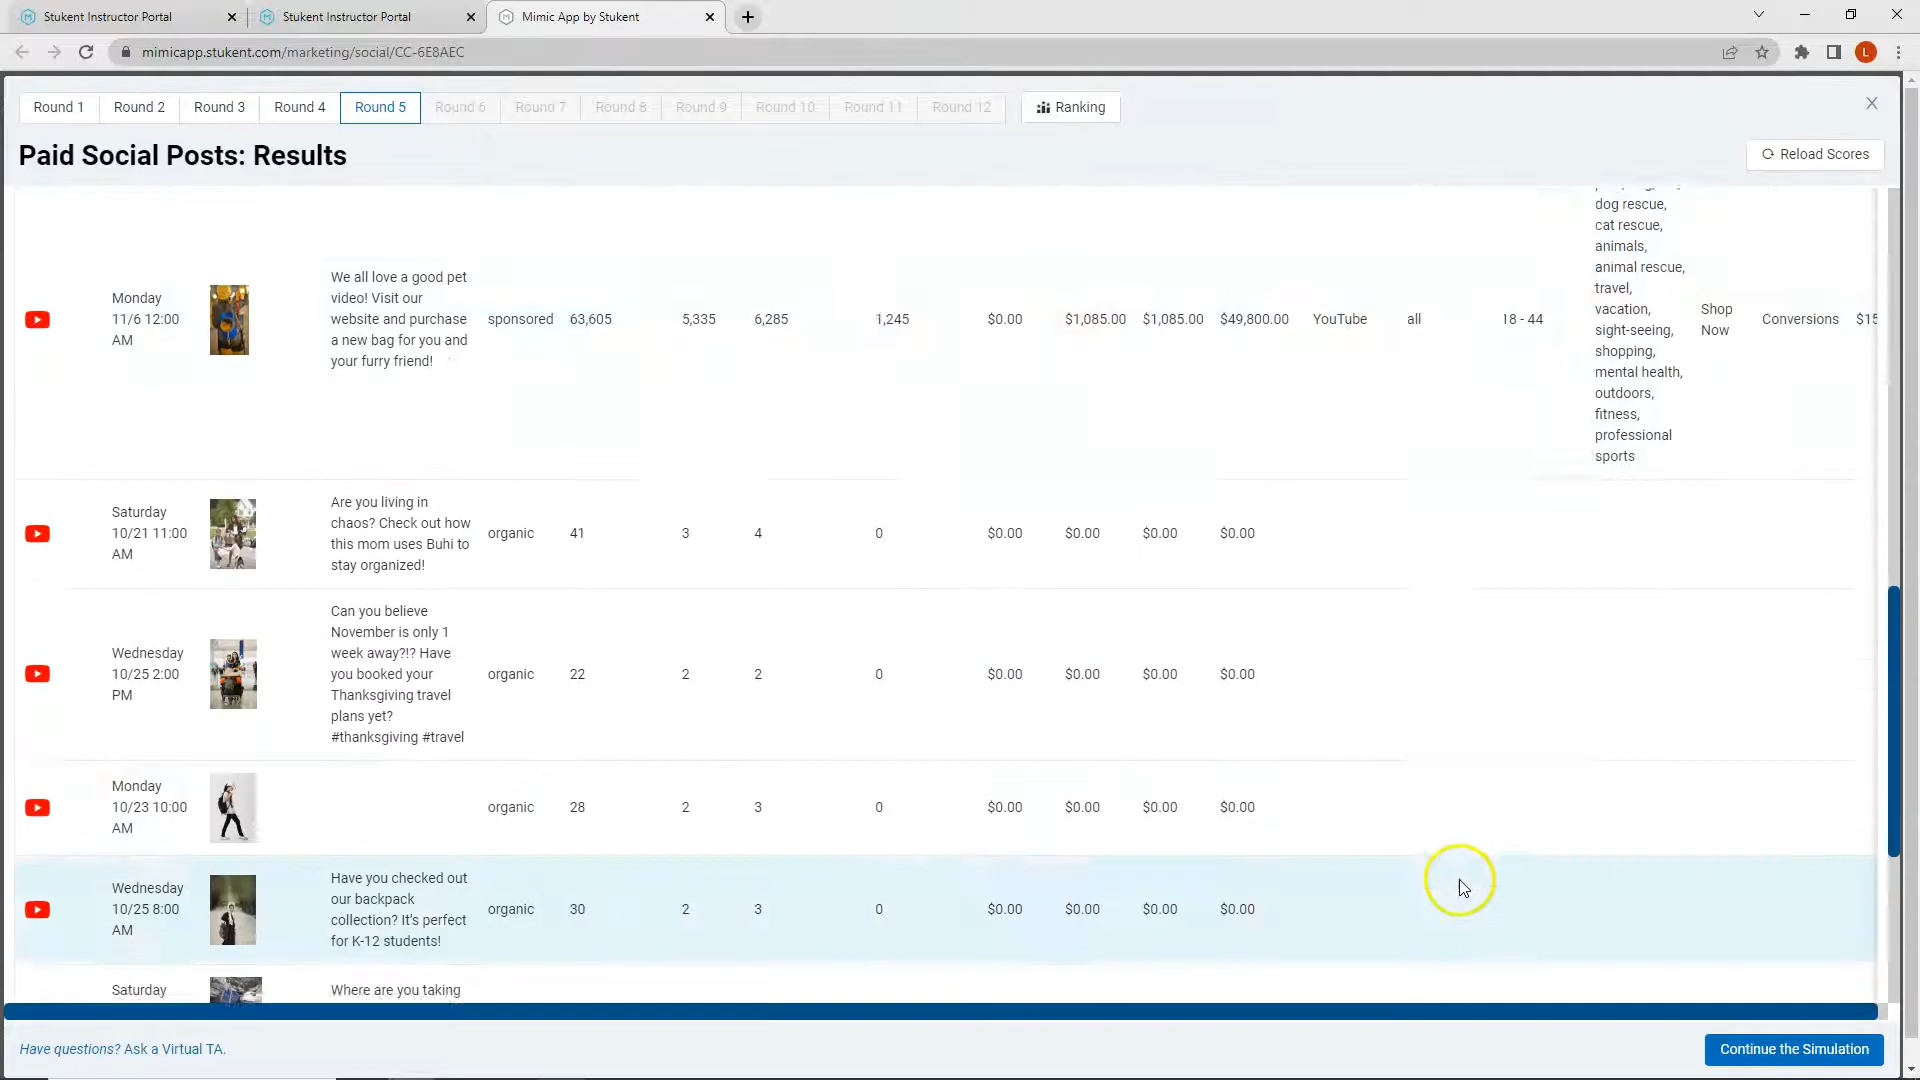 Stukent Instructor Portal
Stukent Instructor Portal
Mimic App by Stukent
mimicapp.stukent.com/marketing/social/CC-6E8AEC
L
Round 1
Round 2
Round 3
Round 4
Round 5
Round 6
Round 7
Round 8
Round 9
Round 10
Round 11
Round 12
Ranking
Paid Social Posts: Results
Reload Scores
dog rescue,
cat rescue,
animals,
animal rescue,
travel,
vacation,
sight-seeing,
shopping,
mental health,
outdoors,
fitness,
professional
sports
Monday
11/6 12:00
AM
We all love a good pet
video! Visit our
website and purchase
a new bag for you and
your furry friend!
sponsored
63,605
5,335
6,285
1,245
$0.00
$1,085.00
$1,085.00
$49,800.00
YouTube
all
18 - 44
Shop
Now
Conversions
$15
Saturday
10/21 11:00
AM
Are you living in
chaos? Check out how
this mom uses Buhi to
stay organized!
organic
41
3
4
0
$0.00
$0.00
$0.00
$0.00
Wednesday
10/25 2:00
PM
Can you believe
November is only 1
week away?!? Have
you booked your
Thanksgiving travel
plans yet?
#thanksgiving #travel
organic
22
2
2
0
$0.00
$0.00
$0.00
$0.00
Monday
10/23 10:00
AM
organic
28
2
3
0
$0.00
$0.00
$0.00
$0.00
Wednesday
10/25 8:00
AM
Have you checked out
our backpack
collection? It's perfect
for K-12 students!
organic
30
2
3
0
$0.00
$0.00
$0.00
$0.00
Saturday
Where are you taking
Have questions? Ask a Virtual TA.
Continue the Simulation